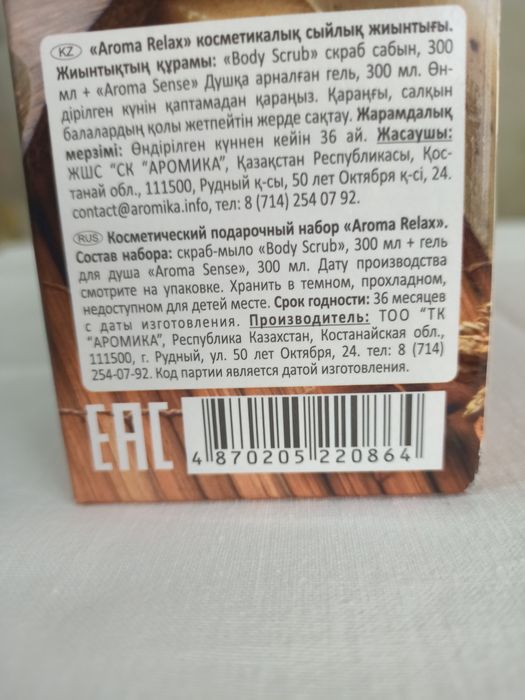 KZ «Aroma Relax» косметикалық сыйлық жиынтығы.
Жиынтықтың құрамы: «Body Scrub» скраб сабын, 300
мл + «Aroma Sense» Душқа арналған гель, 300 мл. Өн-
дірілген күнін қаптамадан қараңыз. Қараңғы, салқын
балалардың қолы жетпейтін жерде сақтау. Жарамдалық
мерзімі: Өндірілген күннен кейін 36 ай. Жасаушы:
ЖШС "СК "АРОМИКА", Қазақстан Республикасы, Қос-
танай обл., 111500, Рудный қ-сы, 50 лет Октября қ-сі, 24.
contact@aromika.info, тел: 8 (714) 254 07 92.
RUS Косметический подарочный набор «Aroma Relax».
Состав набора: скраб-мыло «Body Scrub», 300 мл + гель
для душа «Aroma Sense», 300 мл. Дату производства
смотрите на упаковке. Хранить в темном, прохладном,
недоступном для детей месте. Срок годности: 36 месяцев
с даты изготовления. Производитель: ТОО "ТК
"АРОМИКА", Республика Казахстан, Костанайская обл.,
111500, г. Рудный, ул. 50 лет Октября, 24. тел: 8 (714)
254-07-92. Код партии является датой изготовления.
EAC
4 870205 220864